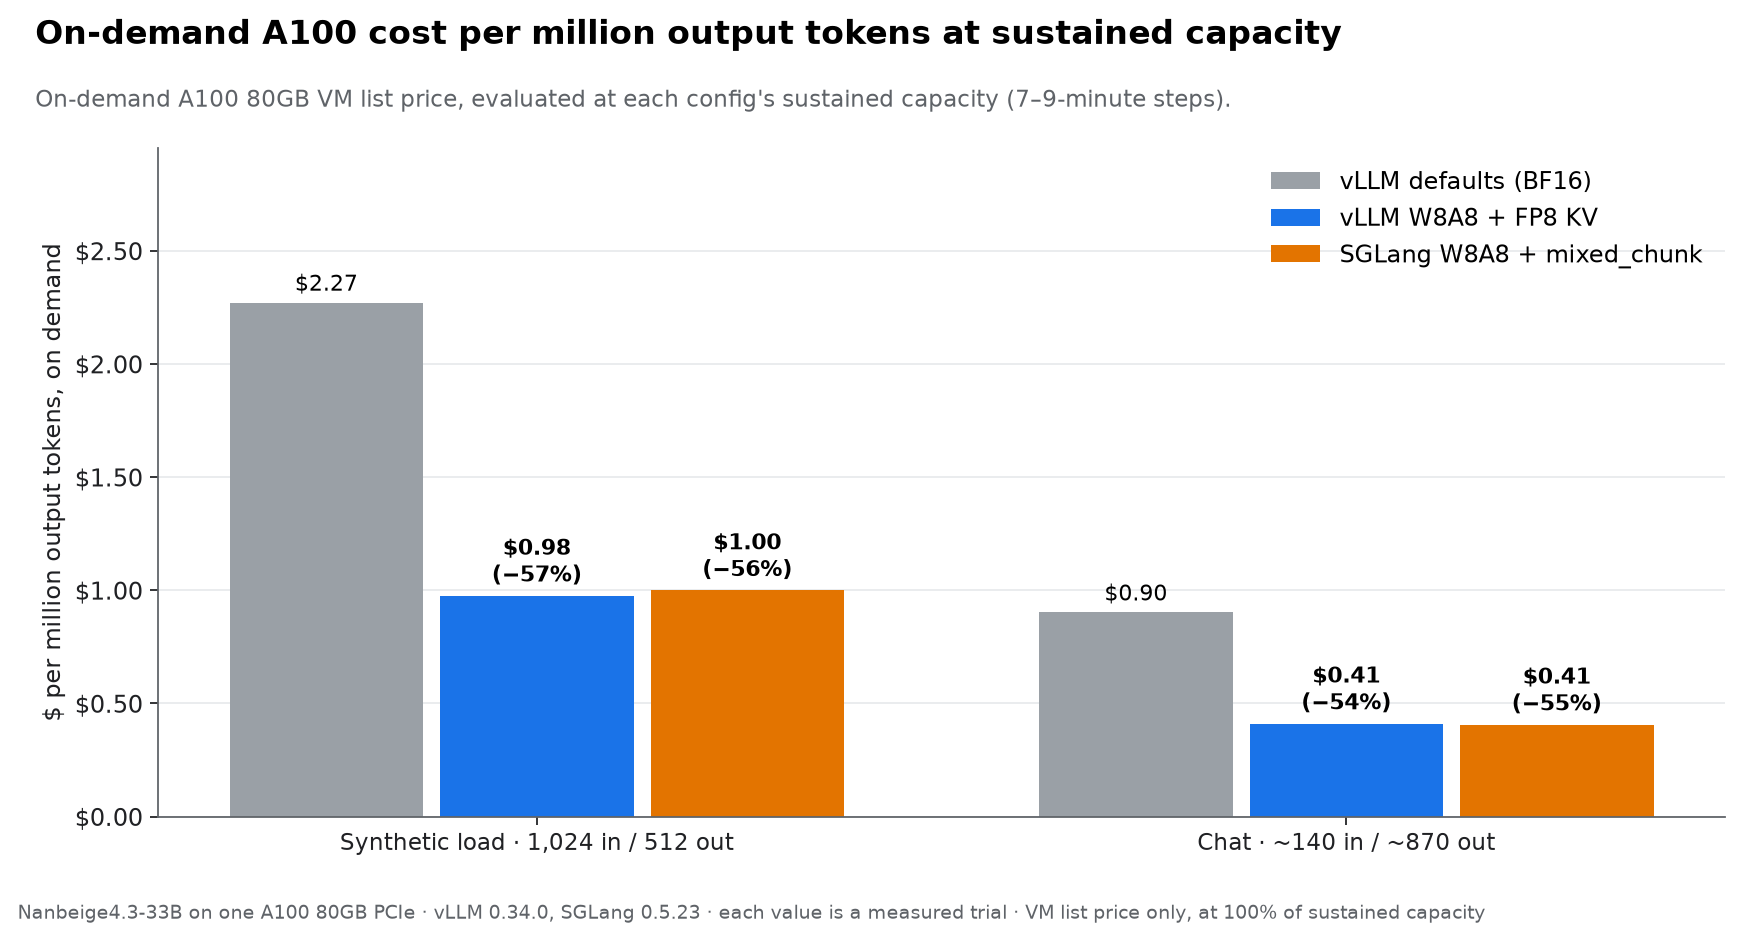 On-demand A100 cost per million output tokens at sustained capacity
On-demand A100 80GB VM list price, evaluated at each config's sustained capacity (7–9-minute steps).
vLLM defaults (BF16)
vLLM W8A8 + FP8 KV
SGLang W8A8 + mixed_chunk
$ per million output tokens, on demand
$2.50
$2.00
$1.50
$1.00
$0.50
$0.00
$2.27
$0.98
(−57%)
$1.00
(−56%)
$0.90
$0.41
(−54%)
$0.41
(−55%)
Synthetic load · 1,024 in / 512 out
Chat · ~140 in / ~870 out
Nanbeige4.3-33B on one A100 80GB PCIe · vLLM 0.34.0, SGLang 0.5.23 · each value is a measured trial · VM list price only, at 100% of sustained capacity